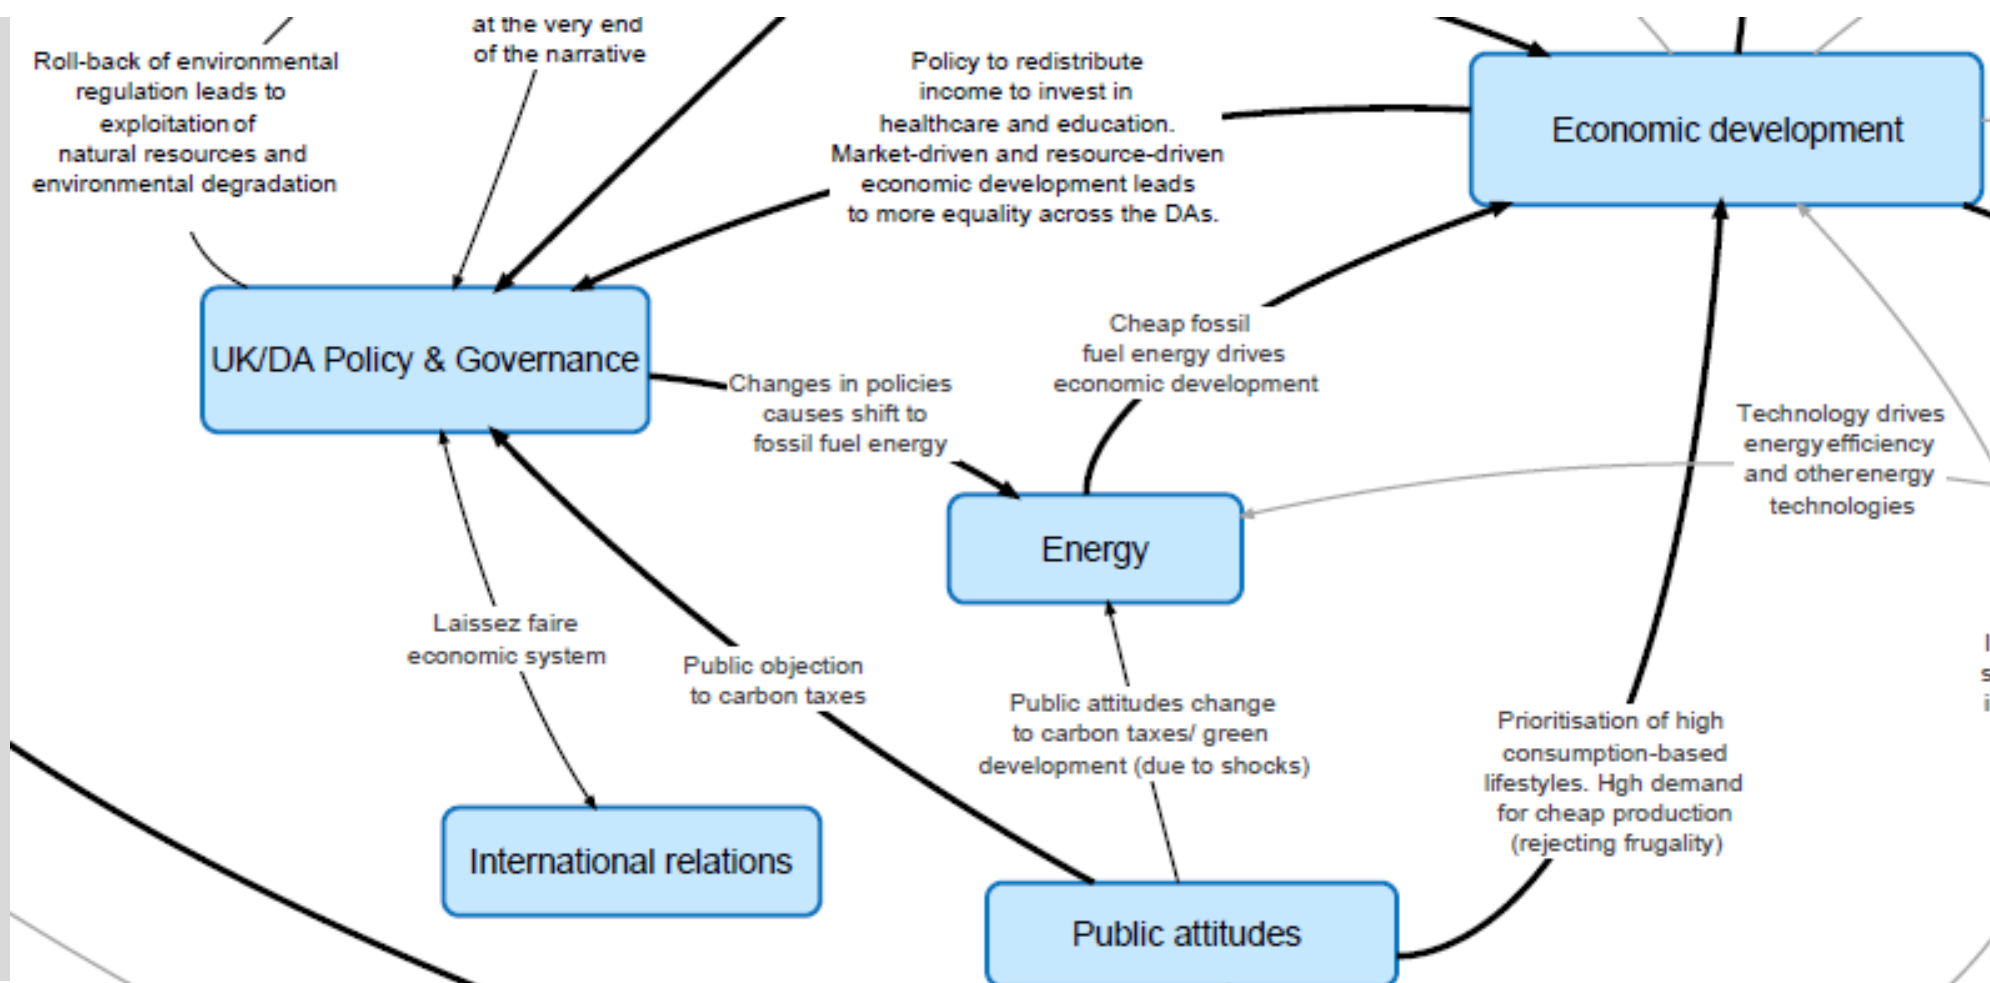 at the very end
of the narrative
Roll-back of environmental
regulation leads to
exploitation of
natural resources and
environmental degradation
Policy to redistribute
income to invest in
healthcare and education.
Market-driven and resource-driven
economic development leads
to more equality across the DAs.
Economic development
UK/DA Policy & Governance
Changes in policies
causes shift to
fossil fuel energy
Cheap fossil
fuel energy drives
economic development
Technology drives
energy efficiency
and other energy
technologies
Energy
Laissez faire
economic system
Public objection
to carbon taxes
Public attitudes change
to carbon taxes/ green
development (due to shocks)
Prioritisation of high
consumption-based
lifestyles. Hgh demand
for cheap production
(rejecting frugality)
International relations
Public attitudes